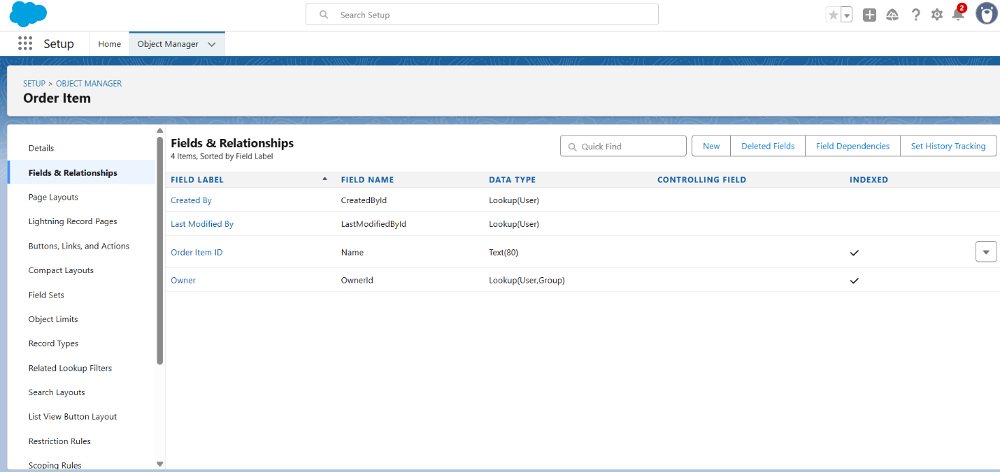 Search Setup
2
Setup
Home
Object Manager
SETUP > OBJECT MANAGER
Order Item
Details
Fields & Relationships
Page Layouts
Lightning Record Pages
Buttons, Links, and Actions
Compact Layouts
Field Sets
Object Limits
Record Types
Related Lookup Filters
Search Layouts
List View Button Layout
Restriction Rules
Scoping Rules
Fields & Relationships
4 Items, Sorted by Field Label
Quick Find
New
Deleted Fields
Field Dependencies
Set History Tracking
FIELD LABEL FIELD NAME DATA TYPE CONTROLLING FIELD INDEXED
Created By CreatedById Lookup(User)
Last Modified By LastModifiedById Lookup(User)
Order Item ID Name Text(80)
Owner OwnerId Lookup(User,Group)